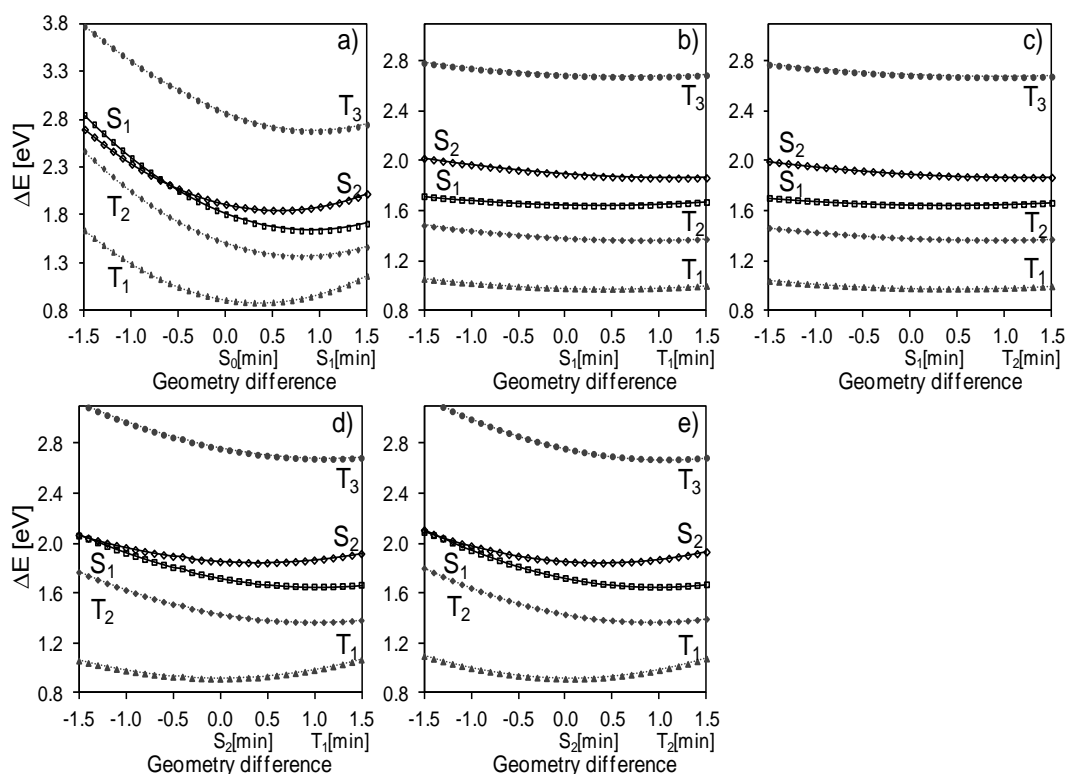 a)
3.8
3.3
2.8
2.3
1.8
1.3
0.8
ΔE [eV]
T3
S1
S2
T2
T1
-1.5 -1.0 -0.5 0.0 0.5 1.0 1.5
S0[min] S1[min]
Geometry difference
b)
2.8
2.4
2.0
1.6
1.2
0.8
T3
S2
S1
T2
T1
-1.5 -1.0 -0.5 0.0 0.5 1.0 1.5
S1[min] T1[min]
Geometry difference
c)
2.8
2.4
2.0
1.6
1.2
0.8
T3
S2
S1
T2
T1
-1.5 -1.0 -0.5 0.0 0.5 1.0 1.5
S1[min] T2[min]
Geometry difference
d)
2.8
2.4
2.0
1.6
1.2
0.8
ΔE [eV]
T3
S2
S1
T2
T1
-1.5 -1.0 -0.5 0.0 0.5 1.0 1.5
S2[min] T1[min]
Geometry difference
e)
2.8
2.4
2.0
1.6
1.2
0.8
T3
S2
S1
T2
T1
-1.5 -1.0 -0.5 0.0 0.5 1.0 1.5
S2[min] T2[min]
Geometry difference